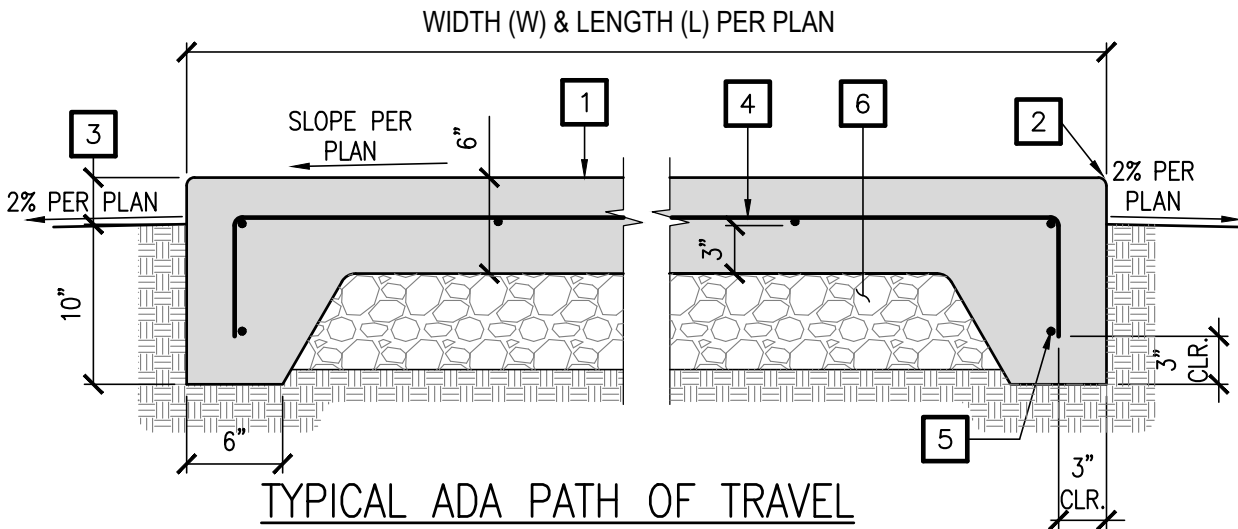 WIDTH (W) & LENGTH (L) PER PLAN
3
1
4
6
2
SLOPE PER
PLAN
6"
2% PER PLAN
2% PER
PLAN
3"
10"
3"
CLR.
6"
5
3"
CLR.
TYPICAL ADA PATH OF TRAVEL